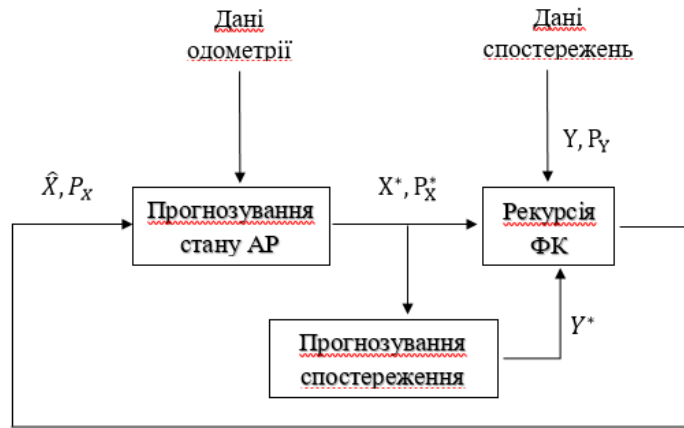 Дані
одометрії
Дані
спостережень
Y, P_Y
X̂, P_X
Прогнозування
стану АР
X*, P*_X
Рекурсія
ФК
Прогнозування
спостереження
Y*